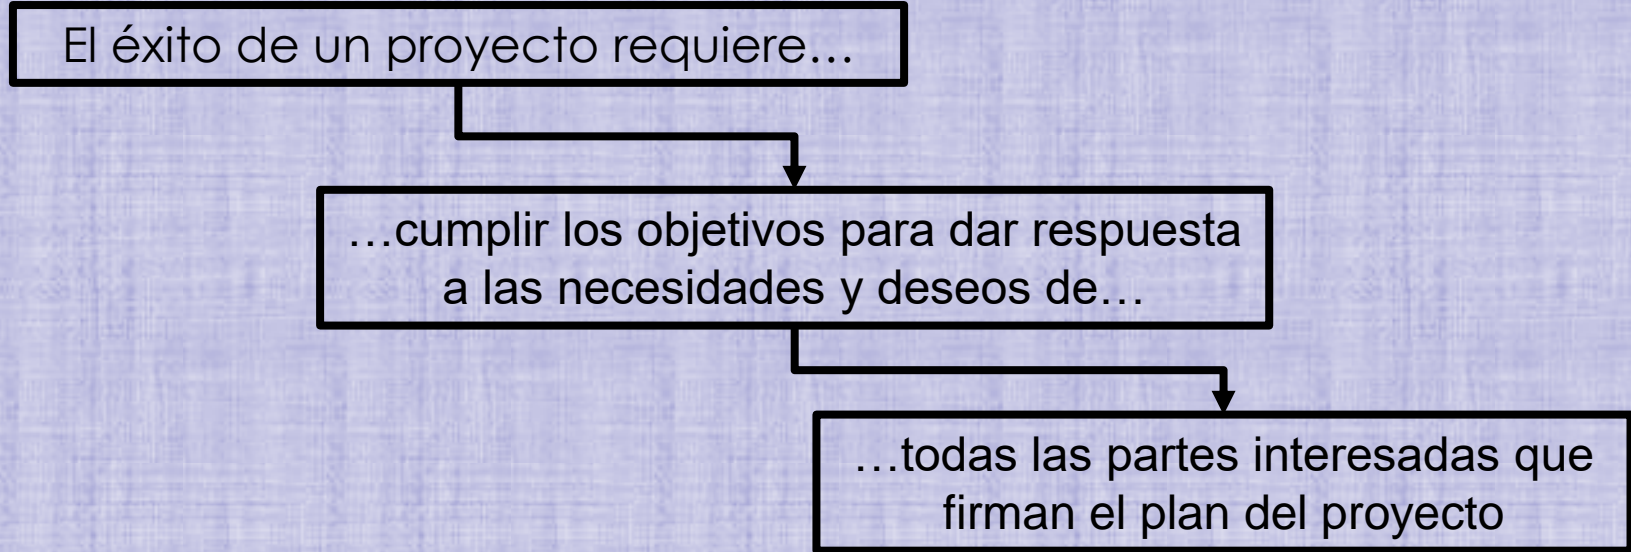 El éxito de un proyecto requiere…
…cumplir los objetivos para dar respuesta
a las necesidades y deseos de…
…todas las partes interesadas que
firman el plan del proyecto